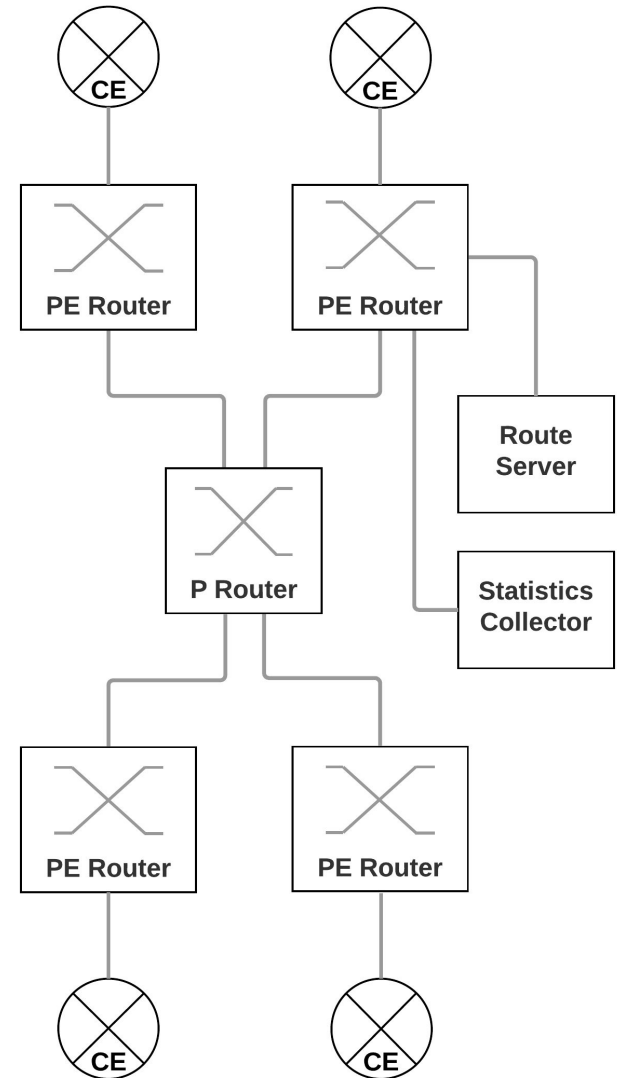 CE
CE
PE Router
PE Router
Route
Server
P Router
Statistics
Collector
PE Router
PE Router
CE
CE